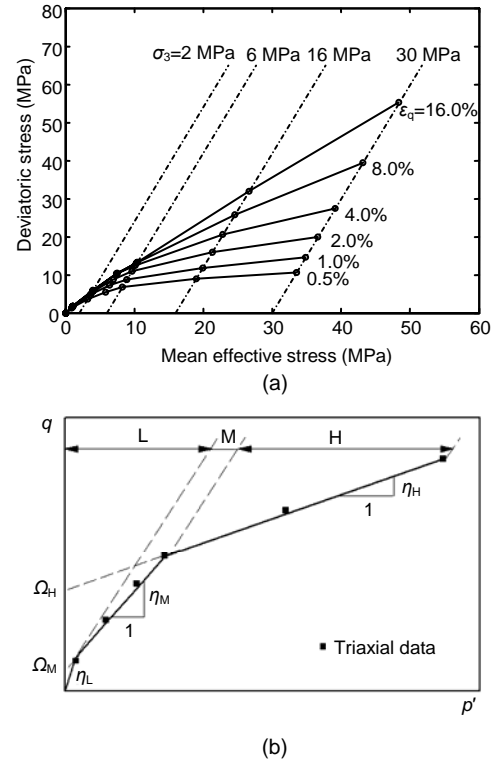 80
70
60
50
40
30
20
10
0
Deviatoric stress (MPa)
σ3=2 MPa
6 MPa
16 MPa
30 MPa
εq=16.0%
8.0%
4.0%
2.0%
1.0%
0.5%
0 10 20 30 40 50 60
Mean effective stress (MPa)
(a)
q
L M H
ηH
1
ΩH
ηM
1
ΩM
ηL
Triaxial data
p'
(b)